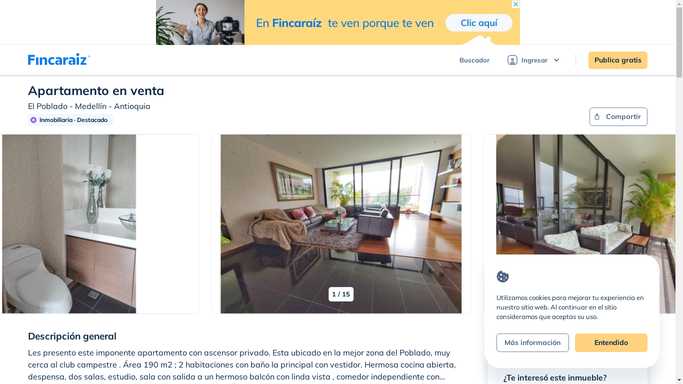 En Fincaraíz te ven porque te ven
Clic aquí
Fincaraíz
Buscador
Ingresar
Publica gratis
Apartamento en venta
El Poblado - Medellín - Antioquia
Inmobiliaria · Destacado
Compartir
1 / 15
Utilizamos cookies para mejorar tu experiencia en
nuestro sitio web. Al continuar en el sitio
consideramos que aceptas su uso.
Más información
Entendido
Descripción general
Les presento este imponente apartamento con ascensor privado. Esta ubicado en la mejor zona del Poblado, muy
cerca al club campestre . Área 190 m2 ; 2 habitaciones con baño la principal con vestidor. Hermosa cocina abierta,
despensa, dos salas, estudio, sala con salida a un hermoso balcón con linda vista , comedor independiente con...
¿Te interesó este inmueble?